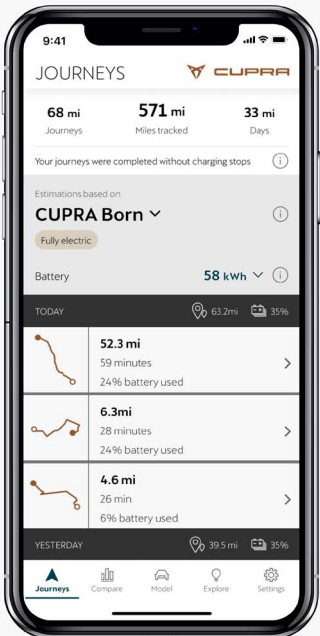 9:41
JOURNEYS
CUPRA
68 mi 571 mi 33 mi
Journeys Miles tracked Days
Your journeys were completed without charging stops
Estimations based on
CUPRA Born
Fully electric
Battery 58 kWh
TODAY 63.2mi 35%
52.3 mi
59 minutes
24% battery used
6.3mi
28 minutes
24% battery used
4.6 mi
26 min
6% battery used
YESTERDAY 39.5 mi 35%
Journeys Compare Model Explore Settings